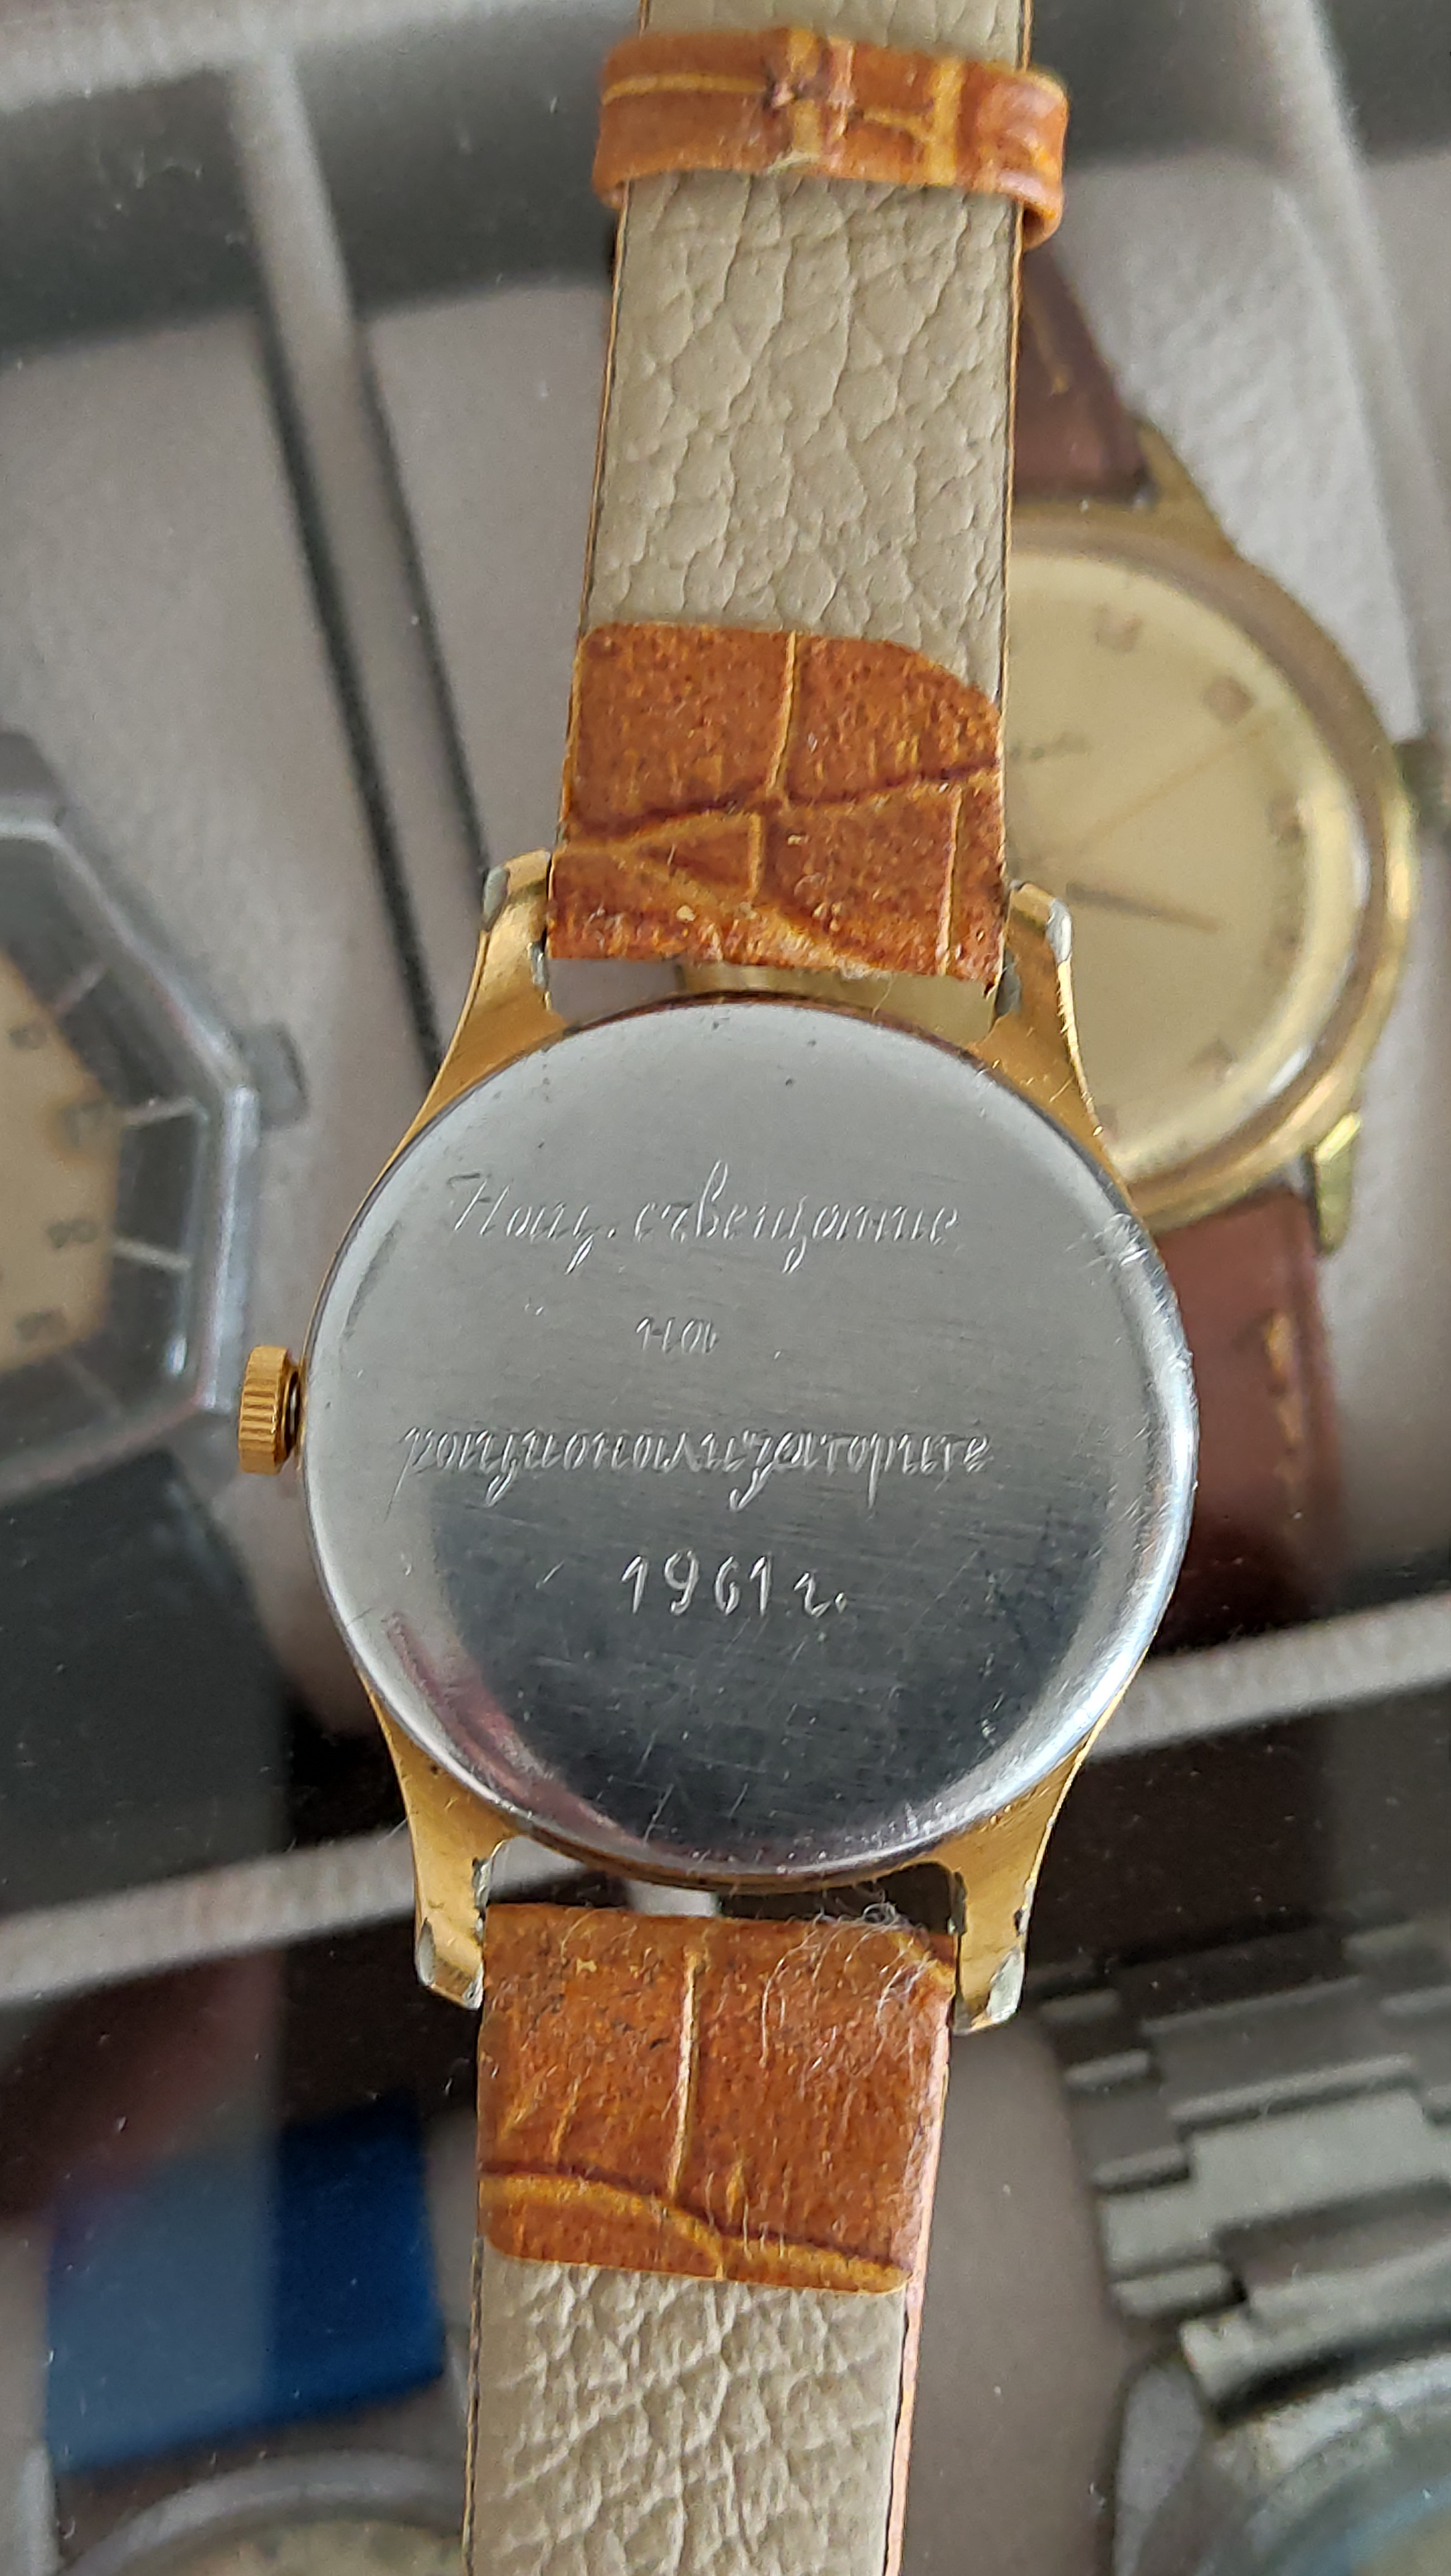 Нац. съвещание
на
рационализаторите
1961 г.